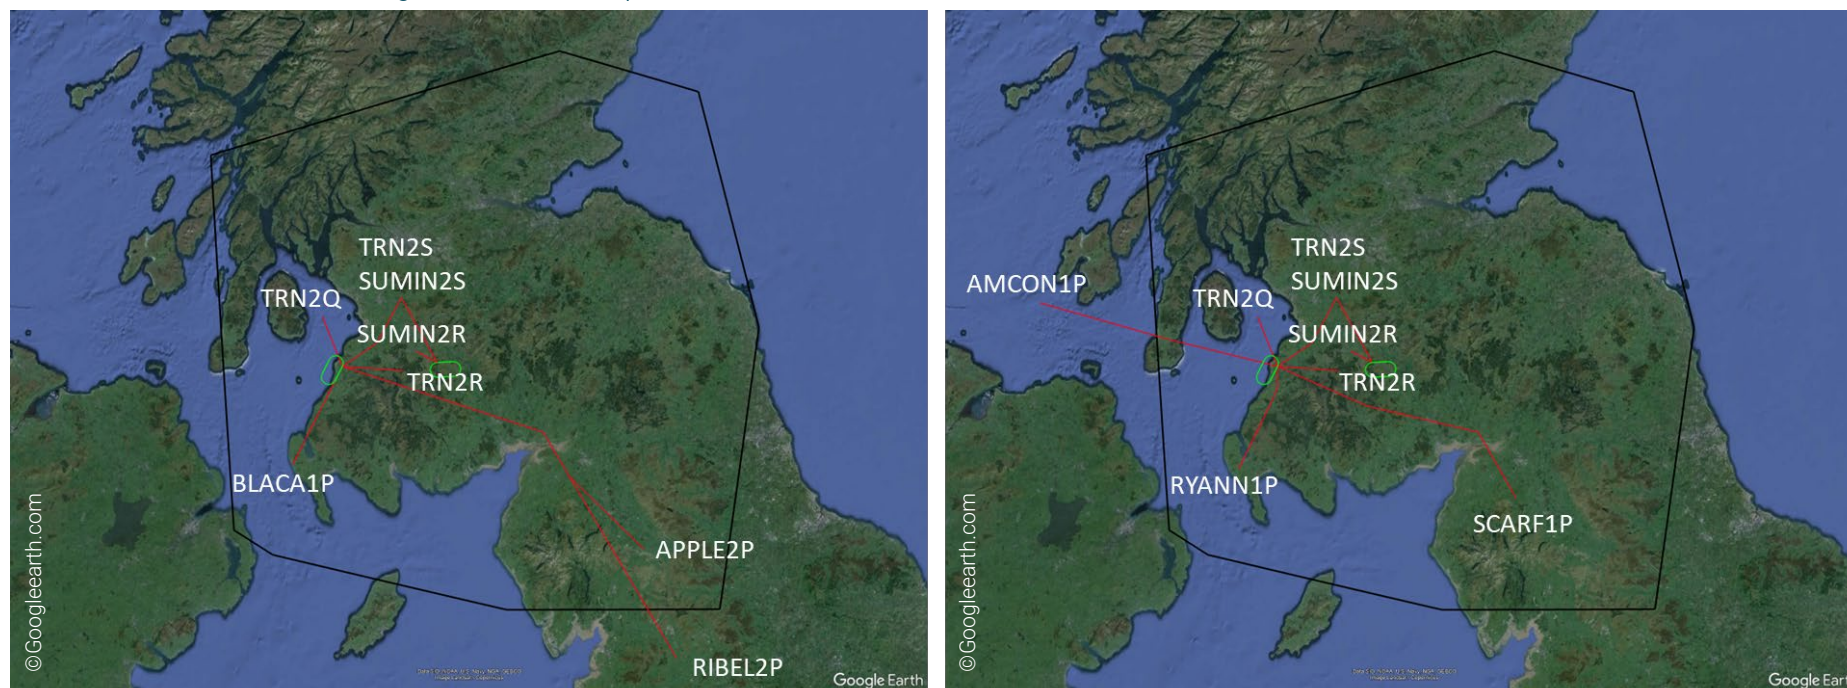 TRN2S
SUMIN2S
TRN2Q
SUMIN2R
TRN2R
BLACA1P
APPLE2P
RIBEL2P
©Googleearth.com
Google Earth
TRN2S
SUMIN2S
AMCON1P
TRN2Q
SUMIN2R
TRN2R
RYANN1P
SCARF1P
©Googleearth.com
Google Ear